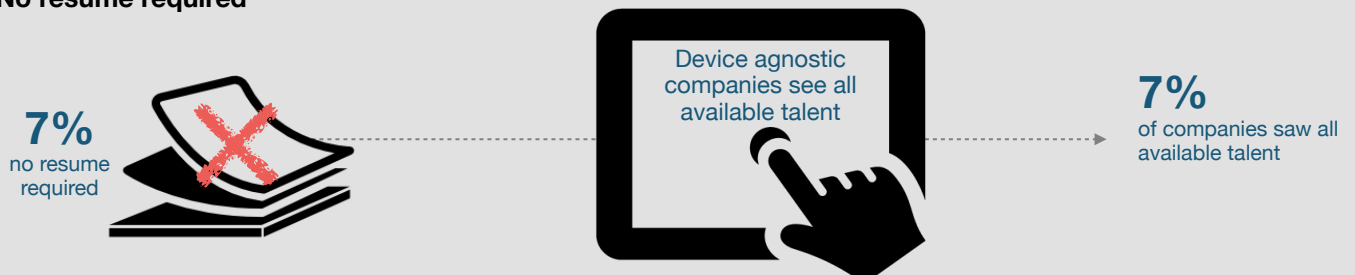 No resume required
7%
no resume
required
Device agnostic
companies see all
available talent
7%
of companies saw all
available talent